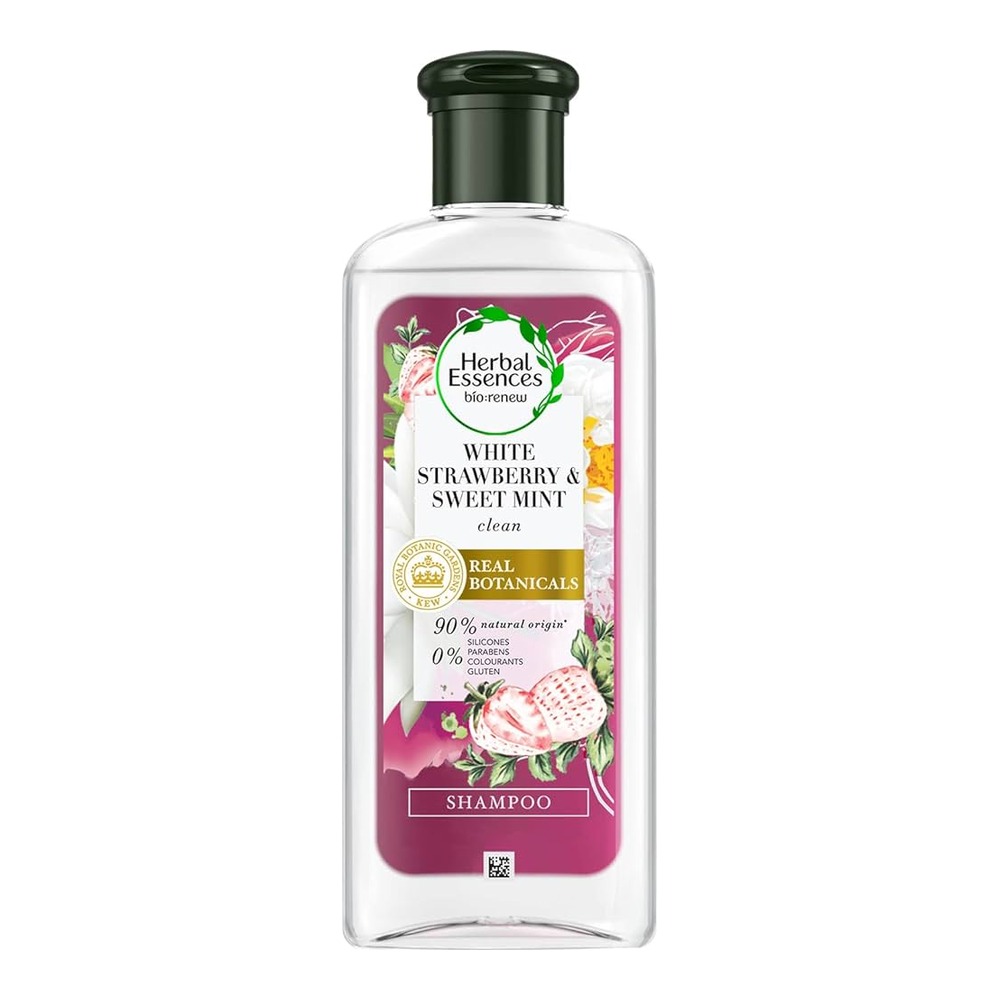 Herbal
Essences
bío:renew
WHITE
STRAWBERRY &
SWEET MINT
clean
ROYAL BOTANIC GARDENS
• KEW •
REAL
BOTANICALS
90% natural origin*
0% SILICONES
PARABENS
COLOURANTS
GLUTEN
SHAMPOO